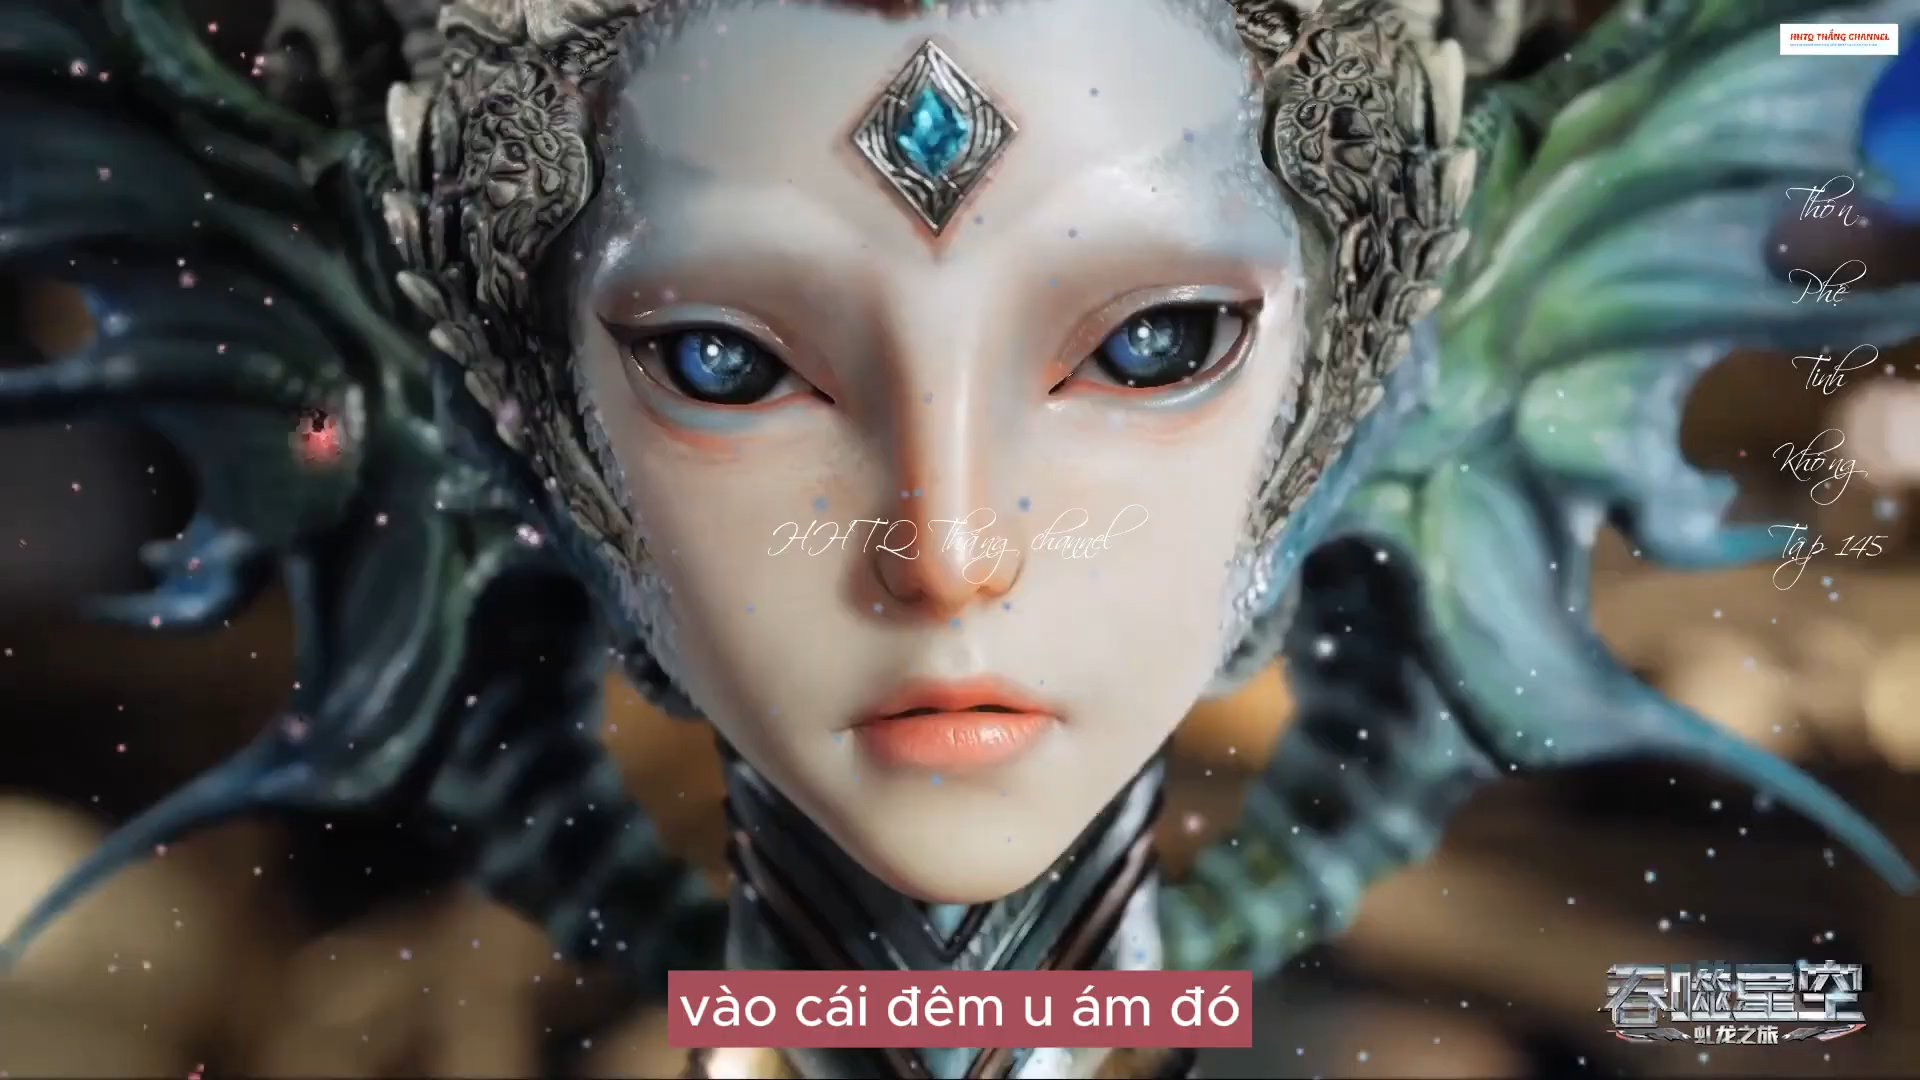 HHTQ THẮNG CHANNEL
Thôn
Phệ
Tinh
Không
Tập 145
HHTQ Thắng channel
vào cái đêm u ám đó
吞噬星空
虬龙之旅